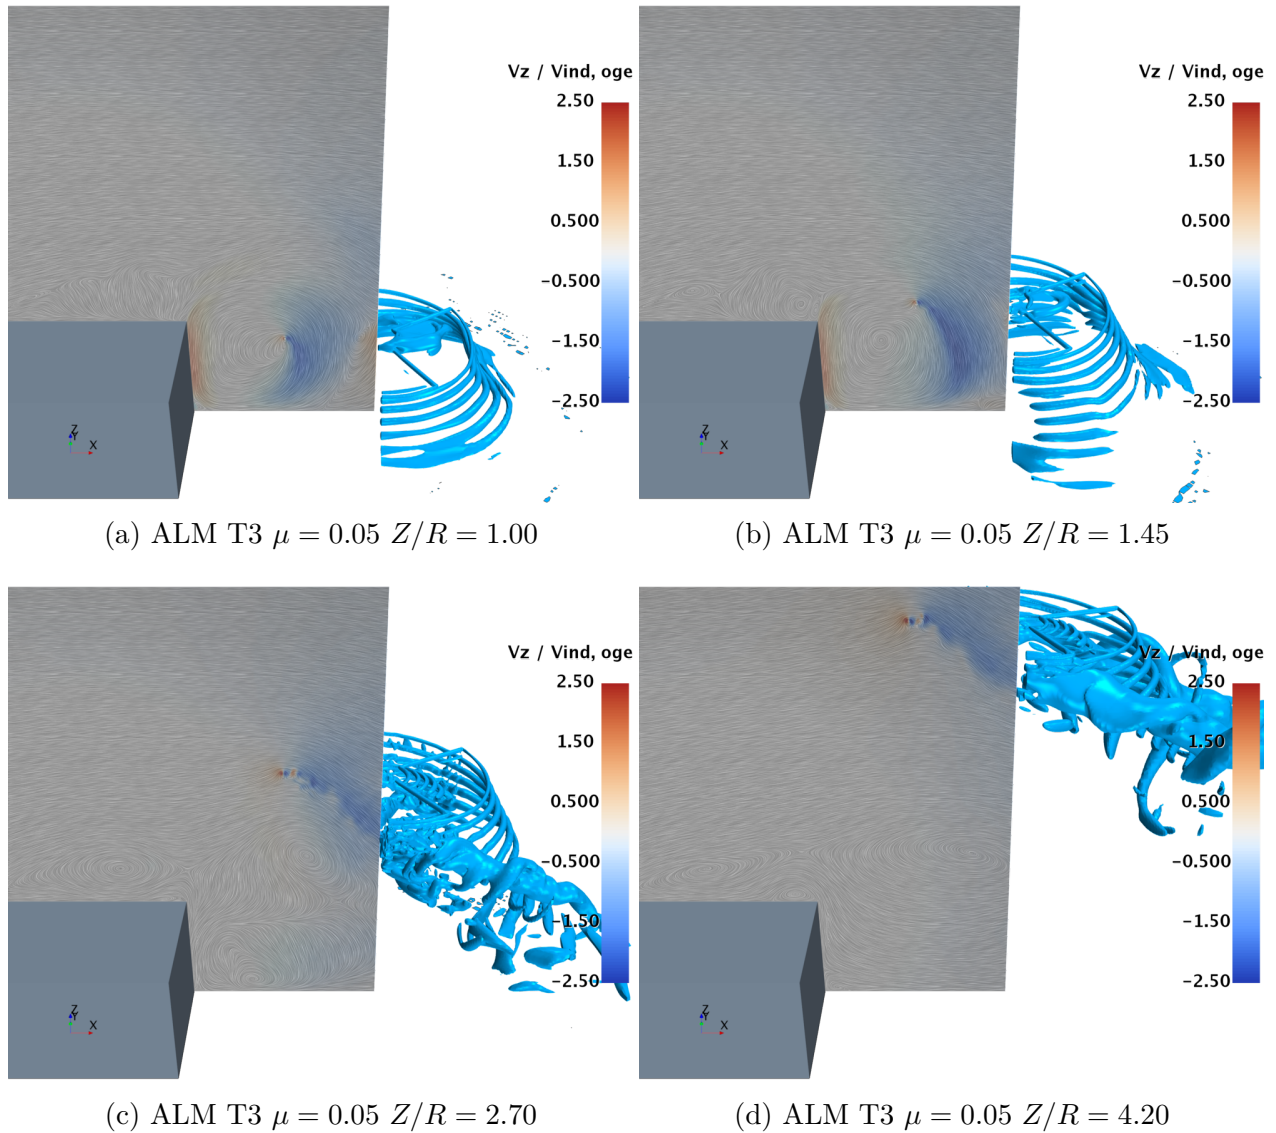 Vz / Vind, oge
2.50
1.50
0.500
-0.500
-1.50
-2.50
Z
Y
X
(a) ALM T3 μ = 0.05 Z/R = 1.00
Vz / Vind, oge
2.50
1.50
0.500
-0.500
-1.50
-2.50
Z
Y
X
(b) ALM T3 μ = 0.05 Z/R = 1.45
Vz / Vind, oge
2.50
1.50
0.500
-0.500
-1.50
-2.50
Z
Y
X
(c) ALM T3 μ = 0.05 Z/R = 2.70
Vz / Vind, oge
2.50
1.50
0.500
-0.500
-1.50
-2.50
Z
Y
X
(d) ALM T3 μ = 0.05 Z/R = 4.20